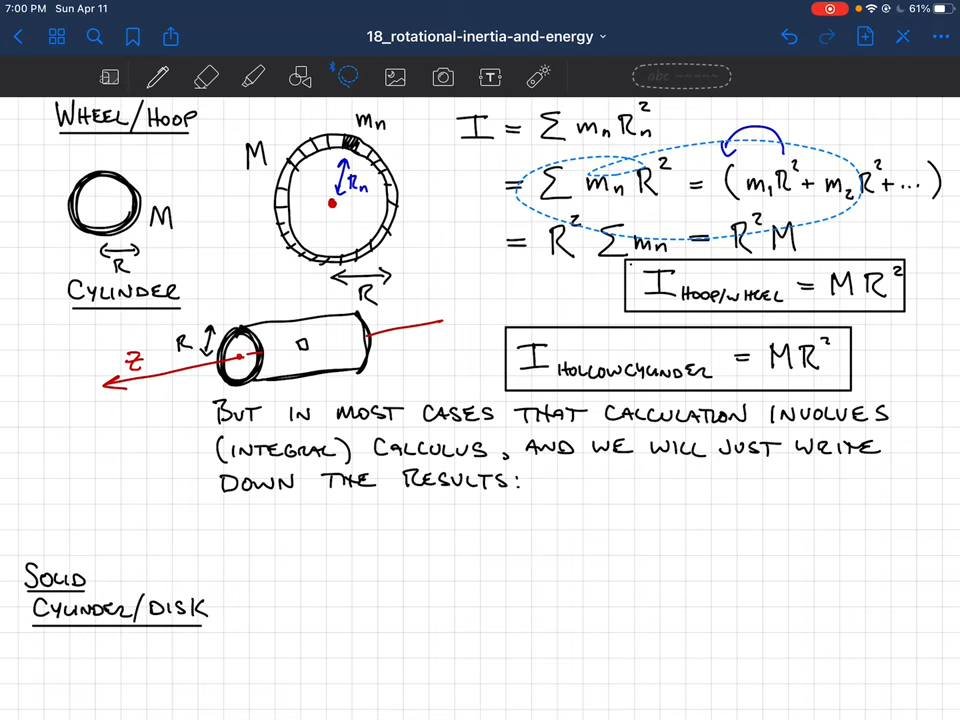 7:00 PM Sun Apr 11
61%
18_rotational-inertia-and-energy
abc
T
WHEEL/HOOP
M
R
M
mn
Rn
R
I = Σ mn Rn²
= Σ mn R² = (m1R² + m2R² + ...)
= R² Σ mn = R² M
I HOOP/WHEEL = MR²
CYLINDER
R
Z
I HOLLOW CYLINDER = MR²
BUT IN MOST CASES THAT CALCULATION INVOLVES
(INTEGRAL) CALCULUS, AND WE WILL JUST WRITE
DOWN THE RESULTS:
SOLID
CYLINDER/DISK